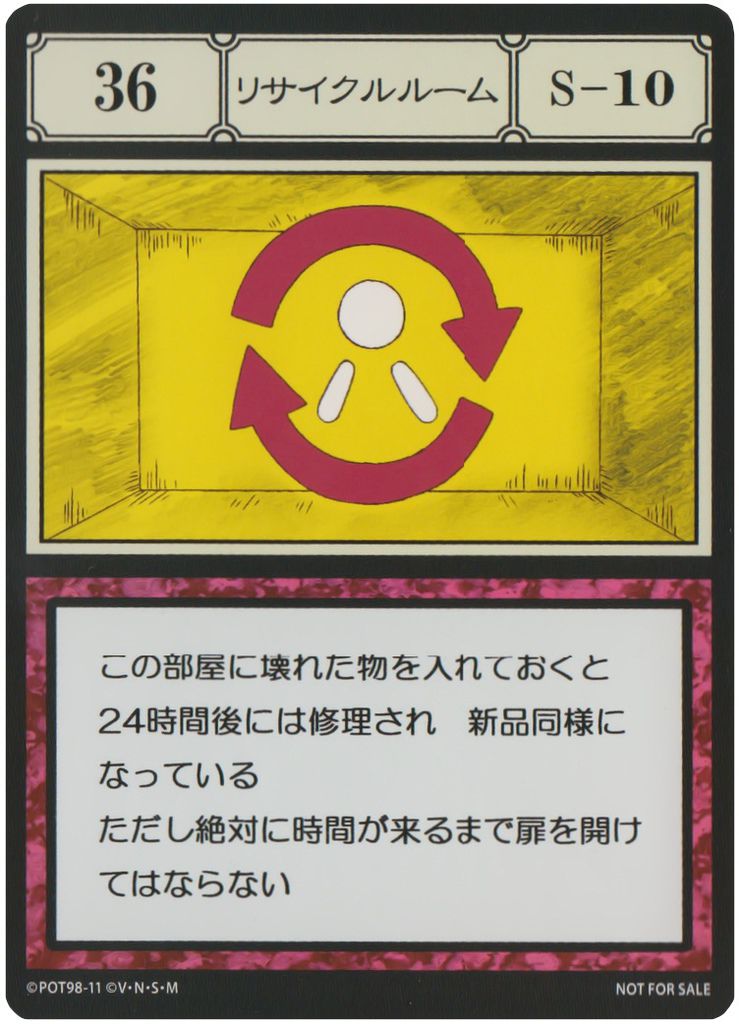 36
リサイクルルーム
S-10
この部屋に壊れた物を入れておくと
24時間後には修理され　新品同様に
なっている
ただし絶対に時間が来るまで扉を開け
てはならない
©POT98-11 ©V・N・S・M
NOT FOR SALE